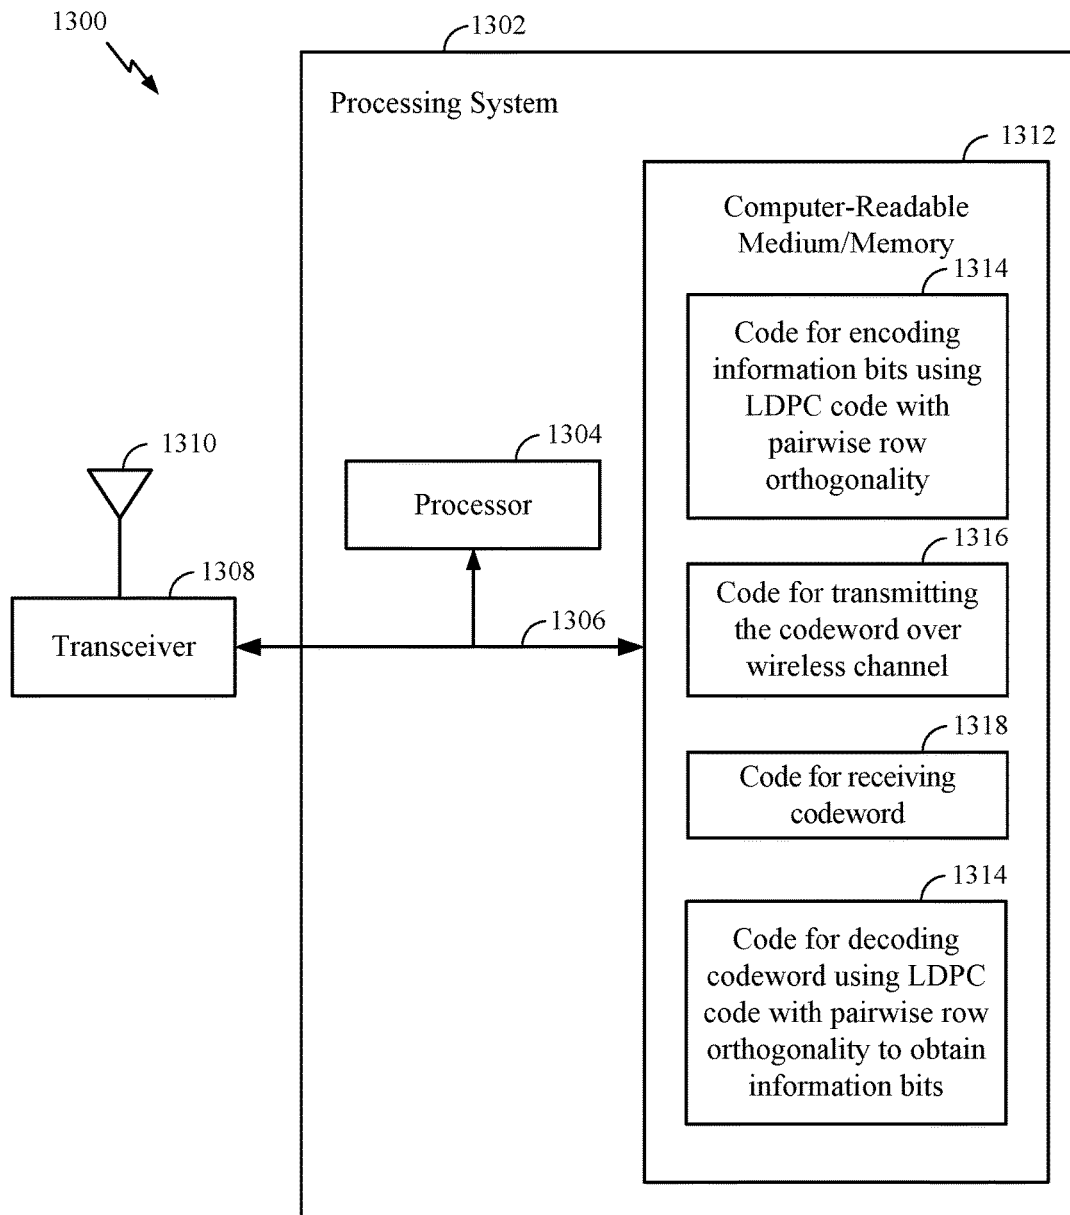 1300
1302
Processing System
1312
Computer-Readable
Medium/Memory
1314
Code for encoding
information bits using
LDPC code with
pairwise row
orthogonality
1310
1304
Processor
1316
Code for transmitting
the codeword over
wireless channel
1308
Transceiver
1306
1318
Code for receiving
codeword
1314
Code for decoding
codeword using LDPC
code with pairwise row
orthogonality to obtain
information bits